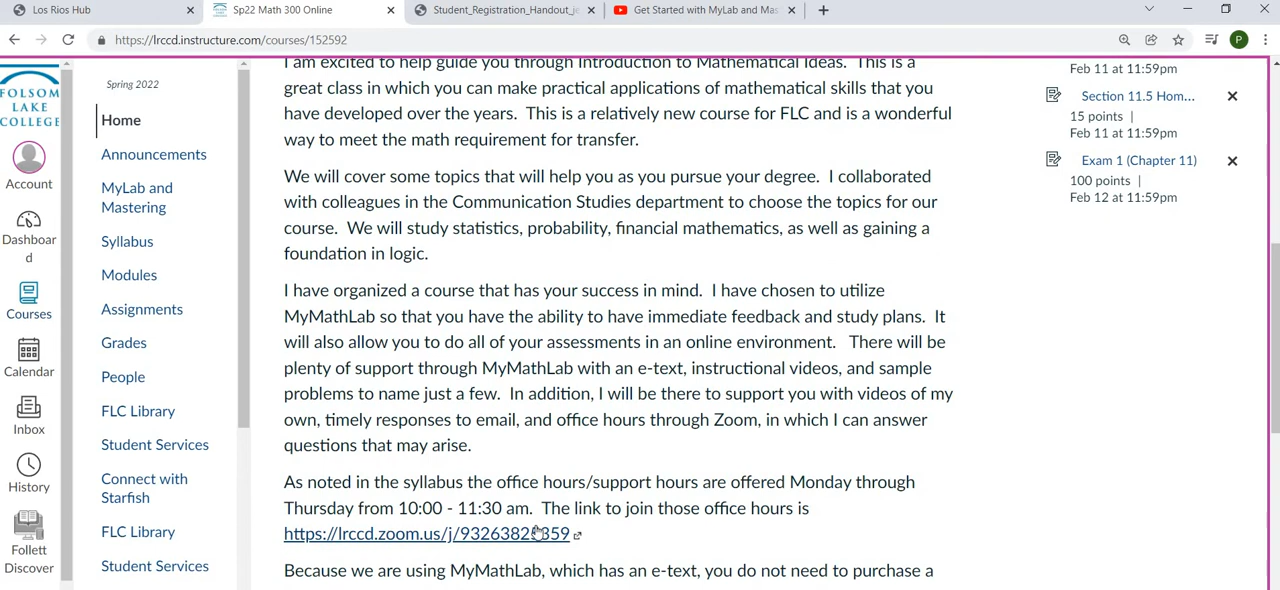 Los Rios Hub
Sp22 Math 300 Online
Student_Registration_Handout_je
Get Started with MyLab and Mas
https://lrccd.instructure.com/courses/152592
P
FOLSOM
LAKE
COLLEGE
Account
Dashboar
d
Courses
Calendar
Inbox
History
Follett
Discover
Spring 2022
Home
Announcements
MyLab and
Mastering
Syllabus
Modules
Assignments
Grades
People
FLC Library
Student Services
Connect with
Starfish
FLC Library
Student Services
I am excited to help guide you through Introduction to Mathematical Ideas. This is a
great class in which you can make practical applications of mathematical skills that you
have developed over the years. This is a relatively new course for FLC and is a wonderful
way to meet the math requirement for transfer.
We will cover some topics that will help you as you pursue your degree. I collaborated
with colleagues in the Communication Studies department to choose the topics for our
course. We will study statistics, probability, financial mathematics, as well as gaining a
foundation in logic.
I have organized a course that has your success in mind. I have chosen to utilize
MyMathLab so that you have the ability to have immediate feedback and study plans. It
will also allow you to do all of your assessments in an online environment. There will be
plenty of support through MyMathLab with an e-text, instructional videos, and sample
problems to name just a few. In addition, I will be there to support you with videos of my
own, timely responses to email, and office hours through Zoom, in which I can answer
questions that may arise.
As noted in the syllabus the office hours/support hours are offered Monday through
Thursday from 10:00 - 11:30 am. The link to join those office hours is
Because we are using MyMathLab, which has an e-text, you do not need to purchase a
Feb 11 at 11:59pm
Section 11.5 Hom...
15 points |
Feb 11 at 11:59pm
Exam 1 (Chapter 11)
100 points |
Feb 12 at 11:59pm